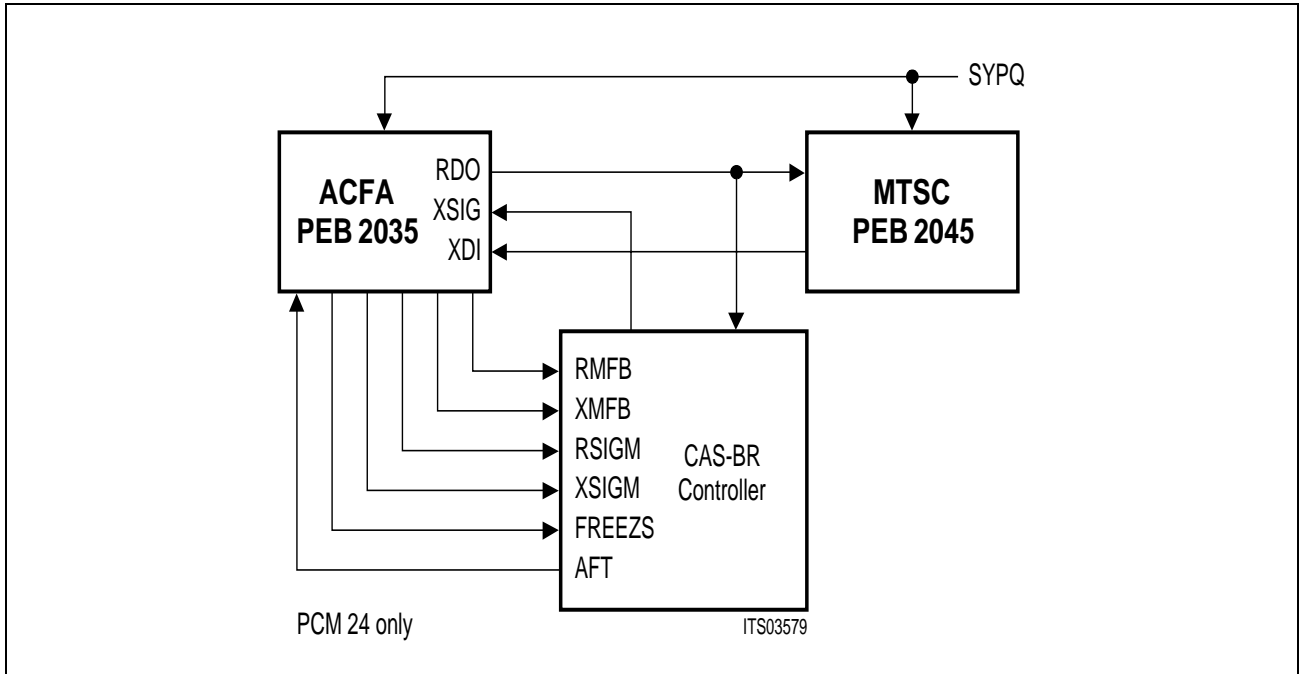 SYPQ
ACFA
PEB 2035
RDO
XSIG
XDI
MTSC
PEB 2045
RMFB
XMFB
RSIGM
XSIGM
FREEZS
AFT
CAS-BR
Controller
PCM 24 only
ITS03579